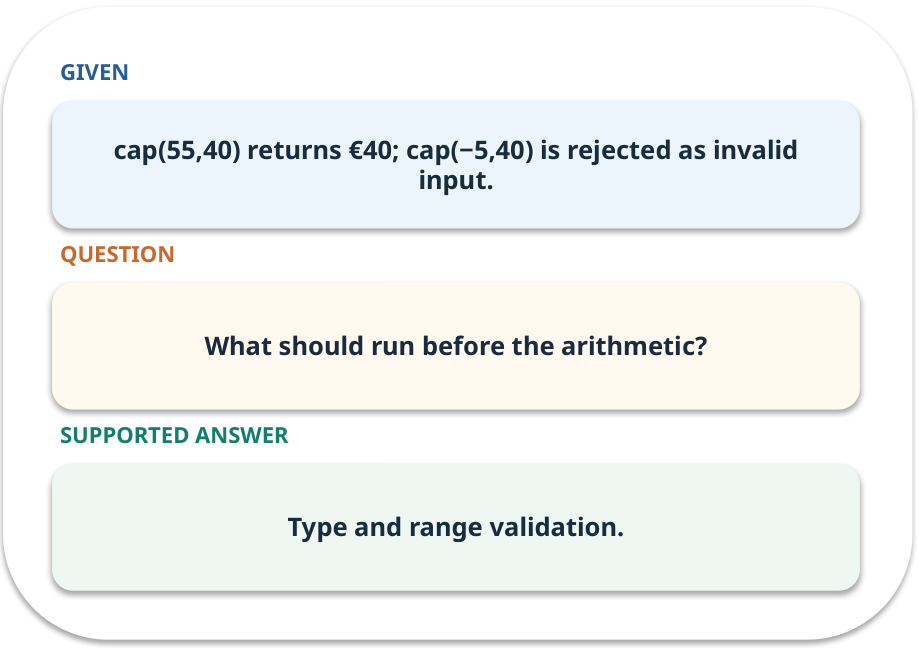 GIVEN
cap(55,40) returns €40; cap(−5,40) is rejected as invalid
input.
QUESTION
What should run before the arithmetic?
SUPPORTED ANSWER
Type and range validation.